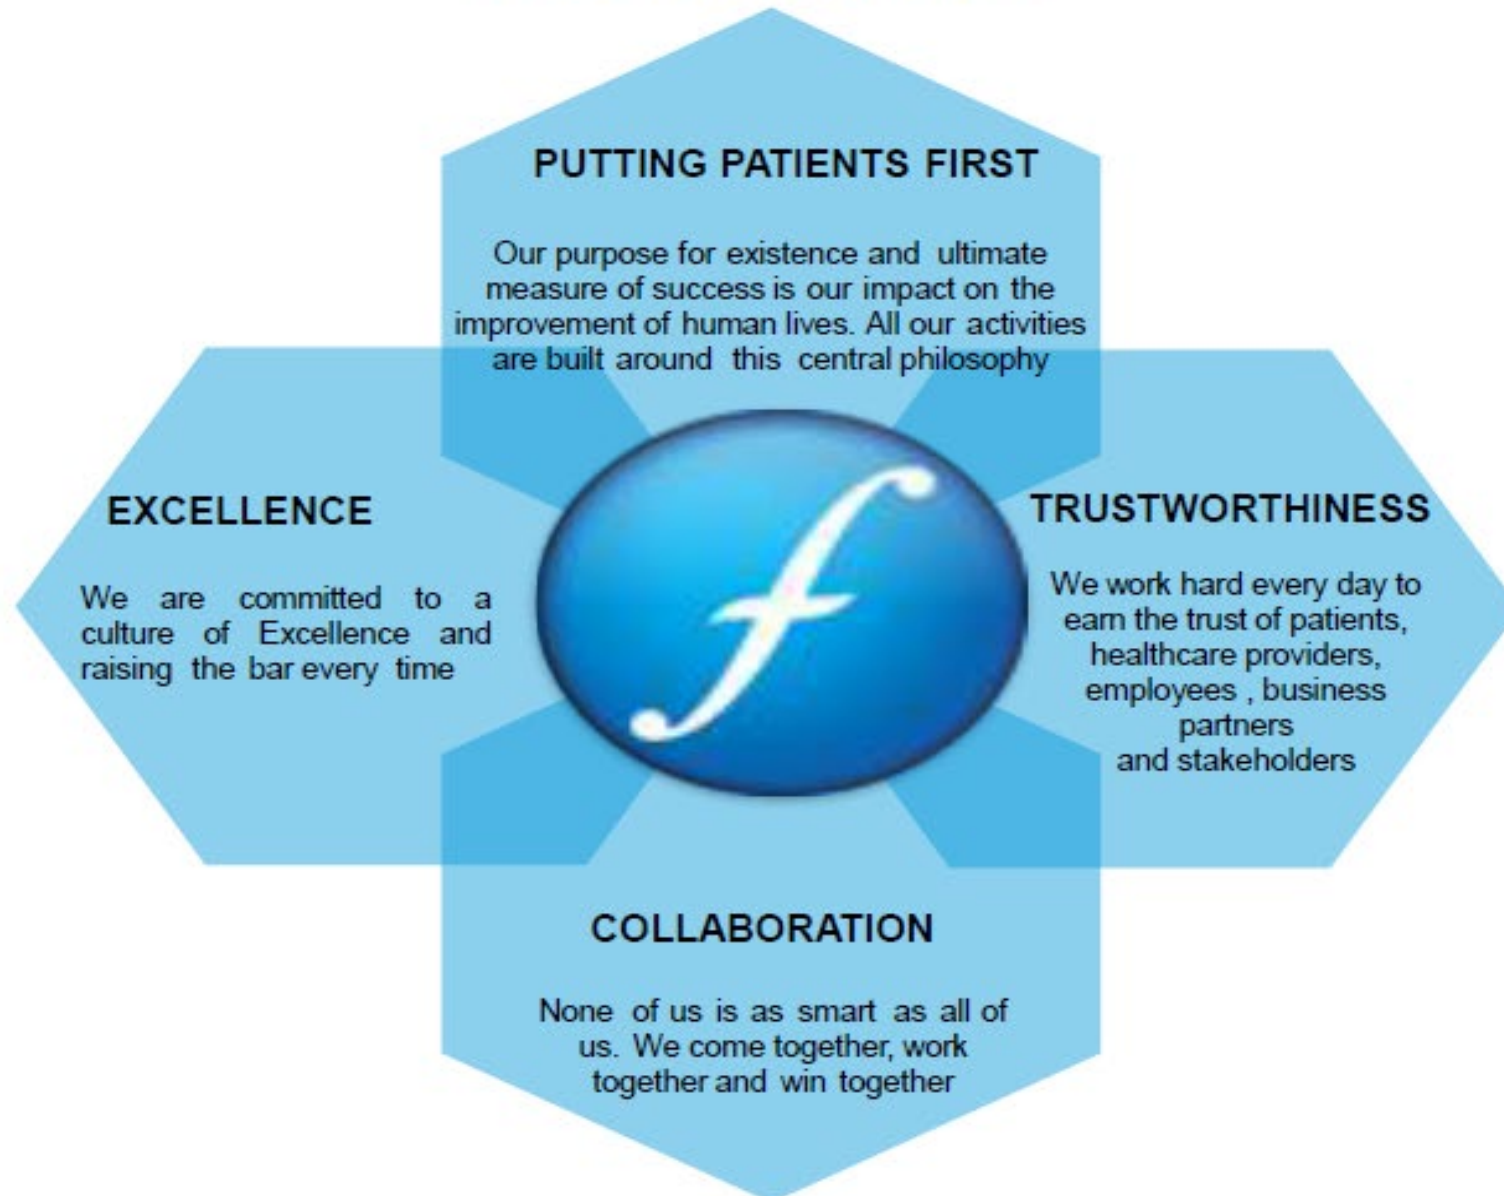 PUTTING PATIENTS FIRST
Our purpose for existence and ultimate
measure of success is our impact on the
improvement of human lives. All our activities
are built around this central philosophy
EXCELLENCE
We are committed to a
culture of Excellence and
raising the bar every time
f
TRUSTWORTHINESS
We work hard every day to
earn the trust of patients,
healthcare providers,
employees , business
partners
and stakeholders
COLLABORATION
None of us is as smart as all of
us. We come together, work
together and win together